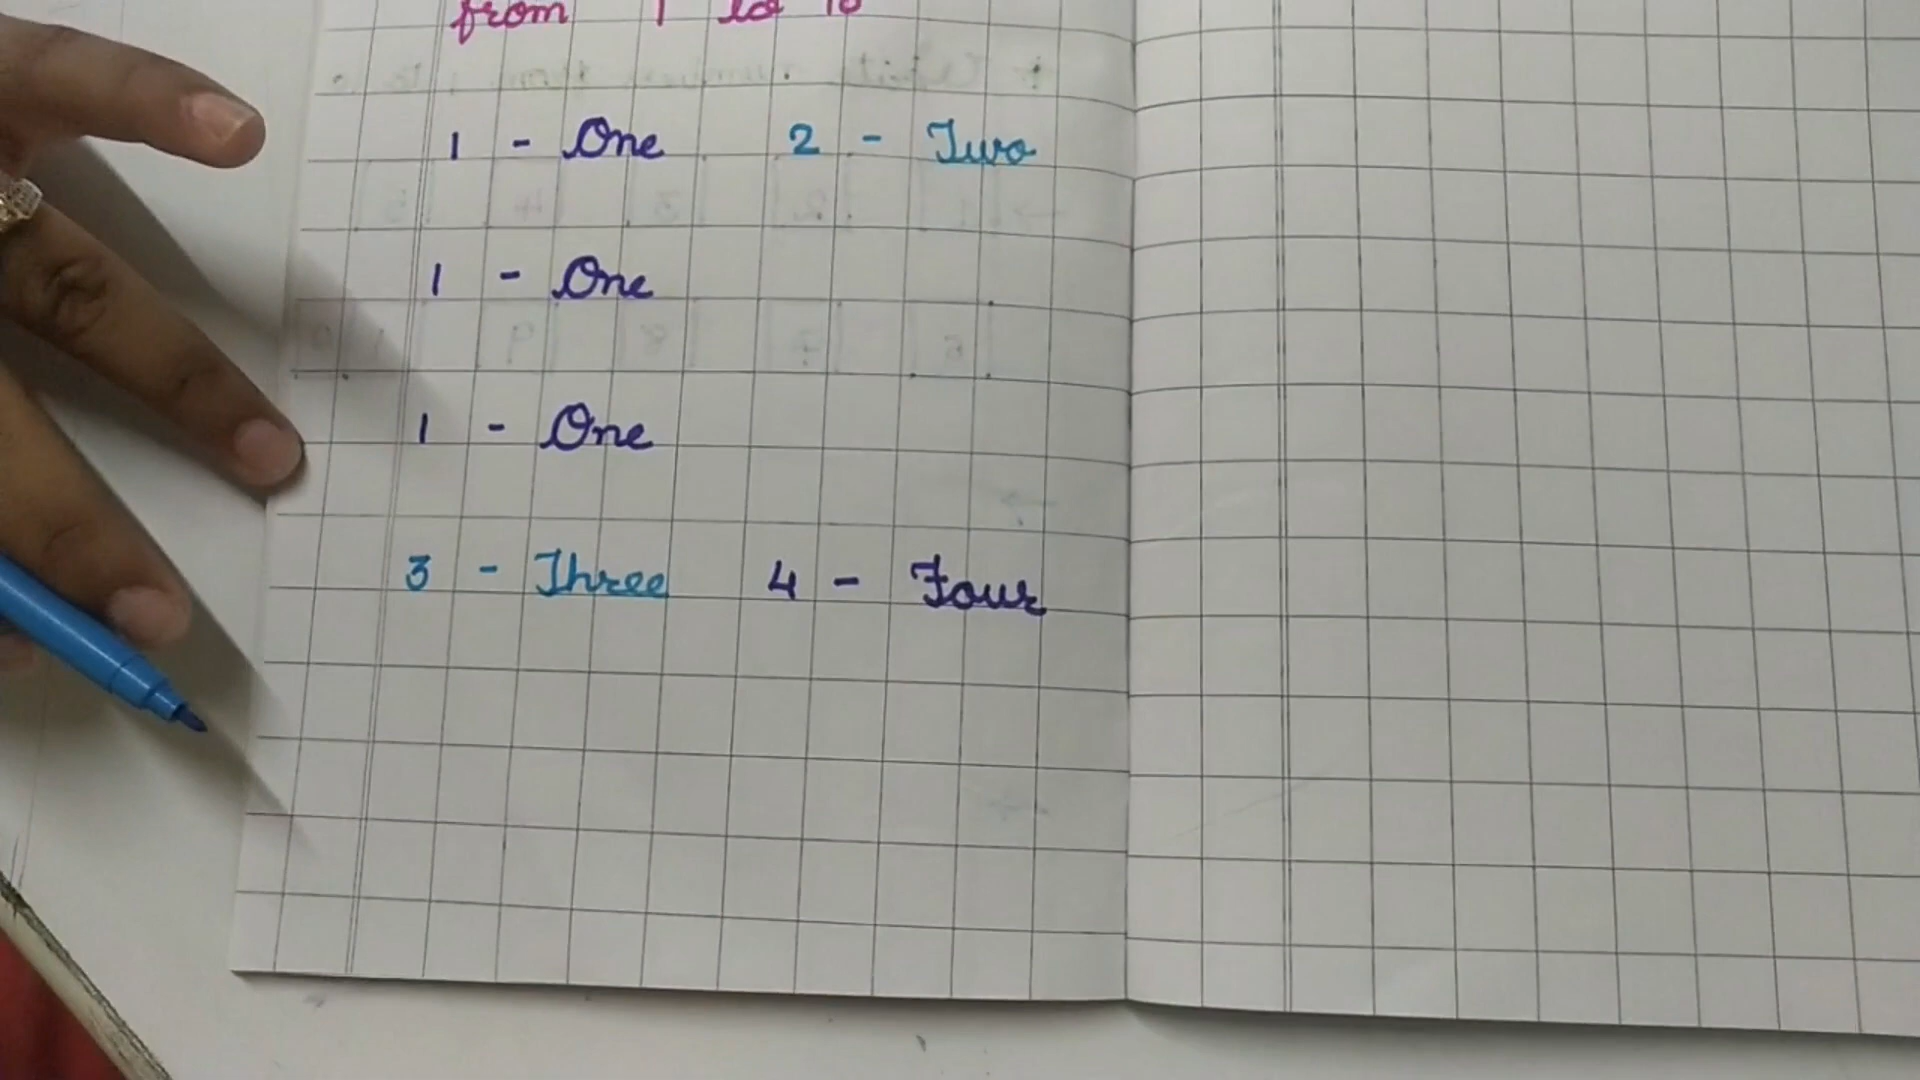 from 1 to 10
1 - One 2 - Two
1 - One
1 - One
3 - Three 4 - Four